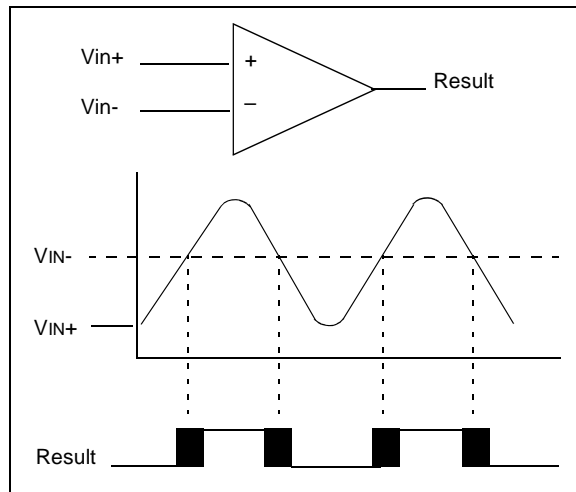 Vin+
+
Result
Vin-
–
VIN-
VIN+
Result